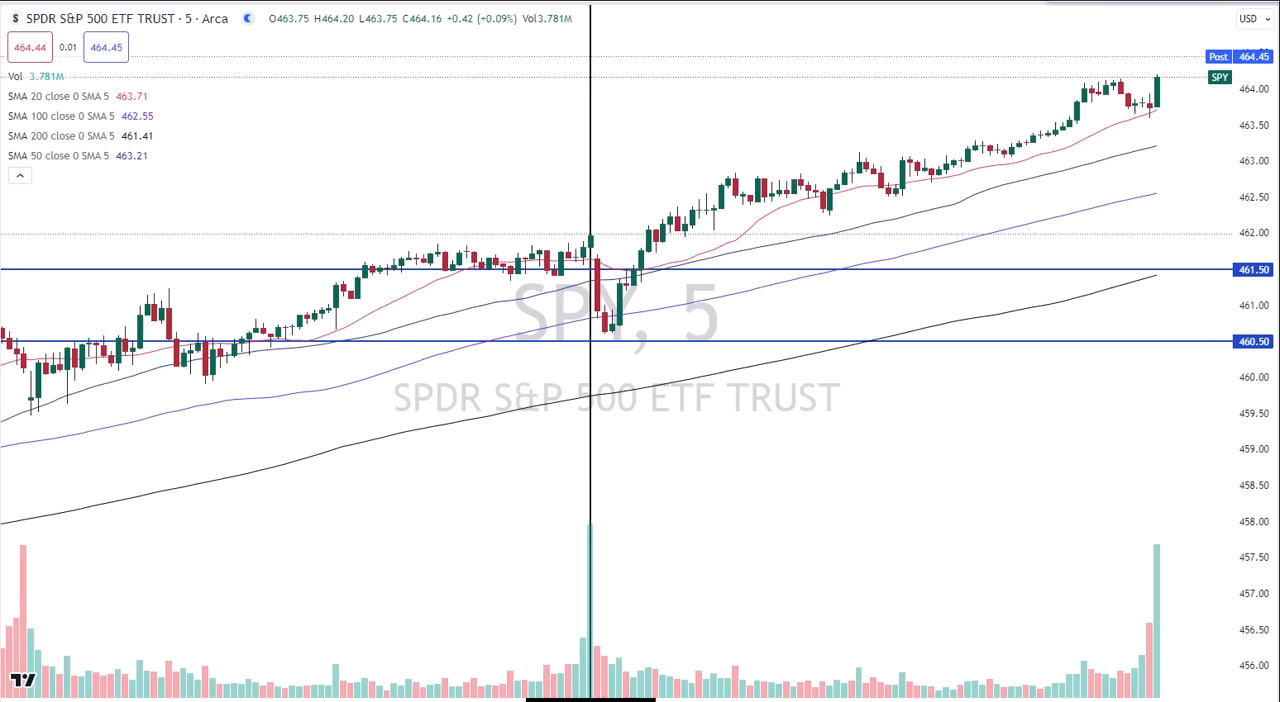 S SPDR S&P 500 ETF TRUST · 5 · Arca O463.75 H464.20 L463.75 C464.16 +0.42 (+0.09%) Vol3.781M
USD
464.44 0.01 464.45
Post 464.45
Vol 3.781M
SPY
SMA 20 close 0 SMA 5 463.71
SMA 100 close 0 SMA 5 462.55
SMA 200 close 0 SMA 5 461.41
SMA 50 close 0 SMA 5 463.21
464.00
463.50
463.00
462.50
462.00
461.50
461.00
460.50
460.00
459.50
459.00
458.50
458.00
457.50
457.00
456.50
456.00
SPY, 5
SPDR S&P 500 ETF TRUST